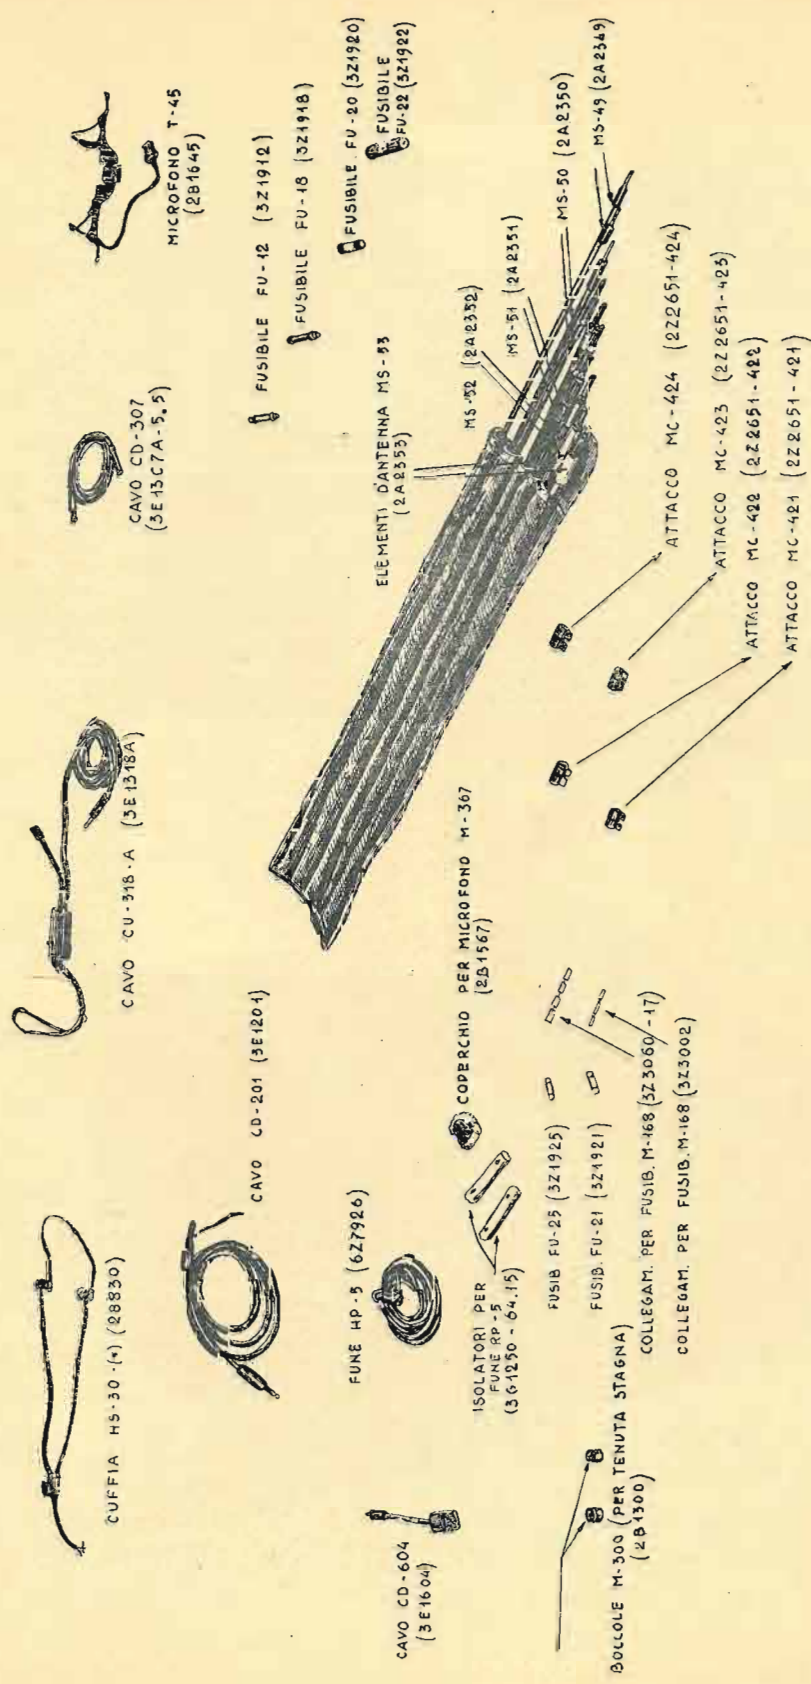 CUFFIA HS-30-(*) (28830)
CAVO CU-318-A (3E1318A)
CAVO CD-307
(3E13C7A-5.5)
MICROFONO T-45
(2B1645)
CAVO CD-201 (3E1201)
FUSIBILE FU-12 (3Z1912)
FUSIBILE FU-18 (3Z1918)
FUSIBILE FU-20 (3Z1920)
FUSIBILE
FU-22 (3Z1922)
CAVO CD-604
(3E1604)
FUNE HP-5 (6Z7926)
ELEMENTI D'ANTENNA MS-53
(2A2353)
MS-52 (2A2352)
MS-51 (2A2351)
MS-50 (2A2350)
MS-49 (2A2349)
COPERCHIO PER MICROFONO M-367
(2B1567)
ISOLATORI PER
FUNE RP-5
(3G1250-64.15)
FUSIB FU-25 (3Z1925)
FUSIB. FU-21 (3Z1921)
COLLEGAM. PER FUSIB. M-168 (3Z3060-17)
COLLEGAM. PER FUSIB. M-168 (3Z3002)
BOCCOLE M-300 (PER TENUTA STAGNA)
(2B1300)
ATTACCO MC-424 (2Z2651-424)
ATTACCO MC-423 (2Z2651-423)
ATTACCO MC-422 (2Z2651-422)
ATTACCO MC-421 (2Z2651-421)